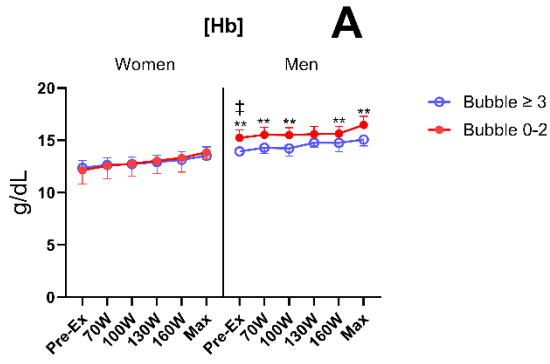 [Hb] A
Women Men
Bubble ≥ 3
Bubble 0-2
g/dL
20
15
10
5
0
‡
** ** ** ** **
Pre-Ex 70W 100W 130W 160W Max Pre-Ex 70W 100W 130W 160W Max